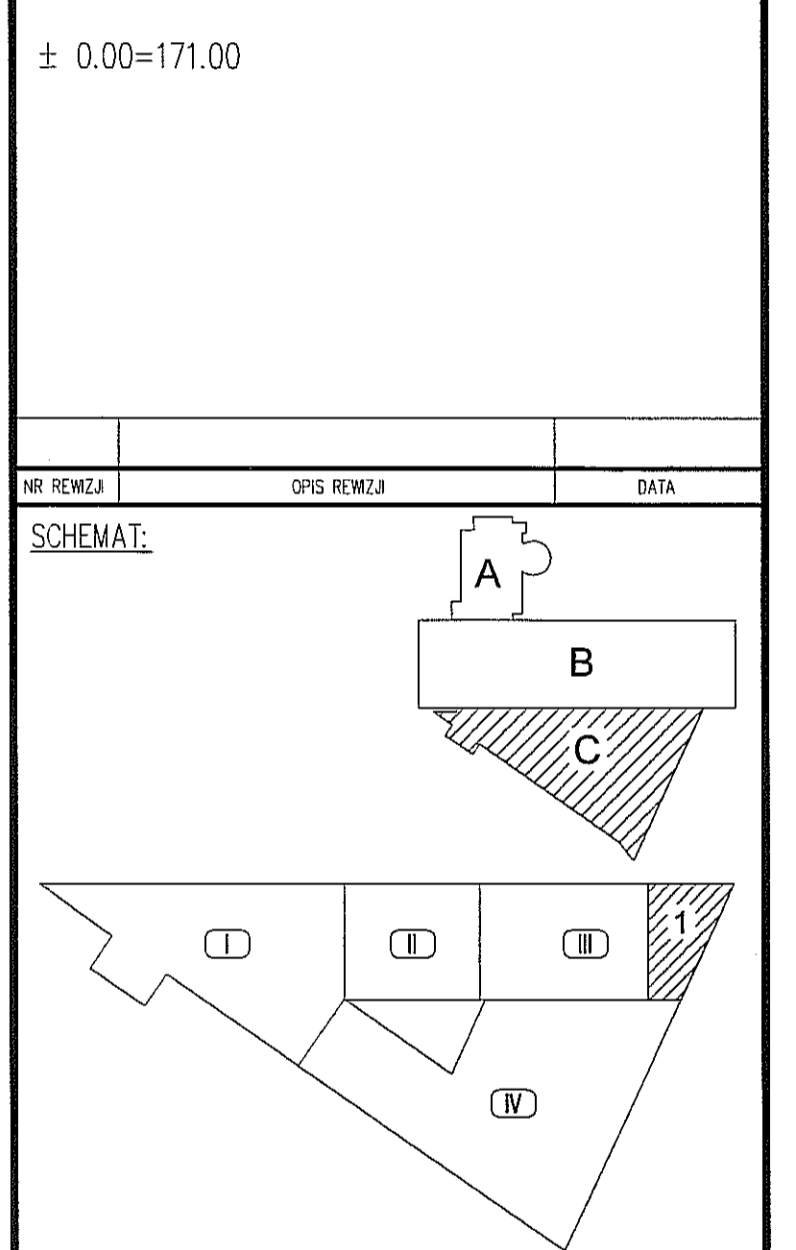 ± 0.00=171.00
NR REWIZJI OPIS REWIZJI DATA
SCHEMAT:
A
B
C
1
I II III
IV